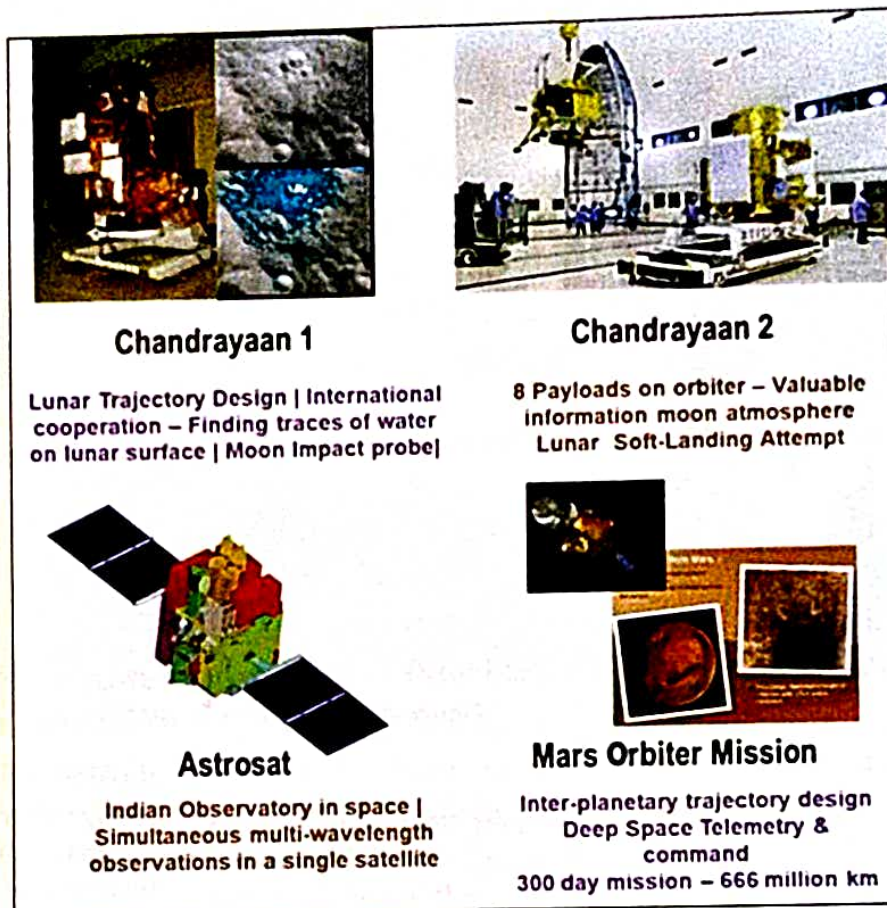 Chandrayaan 1
Lunar Trajectory Design | International
cooperation – Finding traces of water
on lunar surface | Moon Impact probe|
Chandrayaan 2
8 Payloads on orbiter – Valuable
information moon atmosphere
Lunar Soft-Landing Attempt
Astrosat
Indian Observatory in space |
Simultaneous multi-wavelength
observations in a single satellite
Mars Orbiter Mission
Inter-planetary trajectory design
Deep Space Telemetry &
command
300 day mission – 666 million km